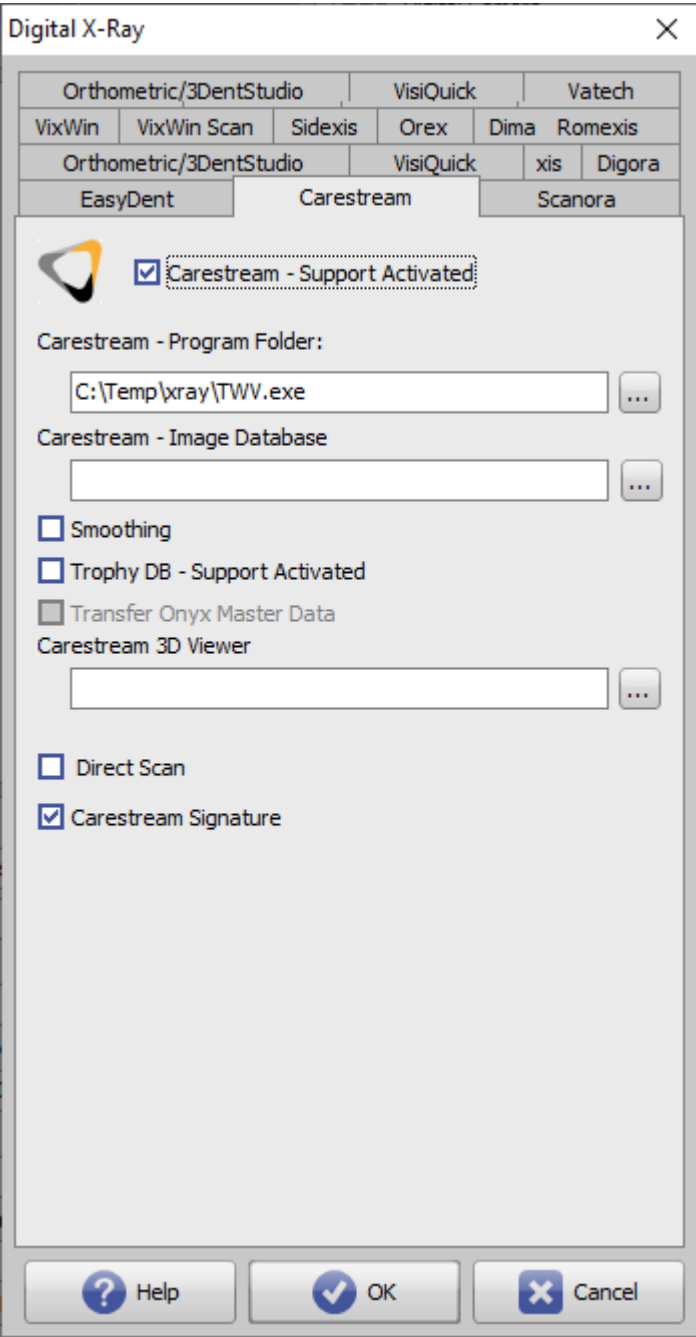 Digital X-Ray
Orthometric/3DentStudio VisiQuick Vatech
VixWin VixWin Scan Sidexis Orex Dima Romexis
Orthometric/3DentStudio VisiQuick xis Digora
EasyDent Carestream Scanora
Carestream - Support Activated
Carestream - Program Folder:
C:\Temp\xray\TWV.exe ...
Carestream - Image Database
...
Smoothing
Trophy DB - Support Activated
Transfer Onyx Master Data
Carestream 3D Viewer
...
Direct Scan
Carestream Signature
? Help OK Cancel